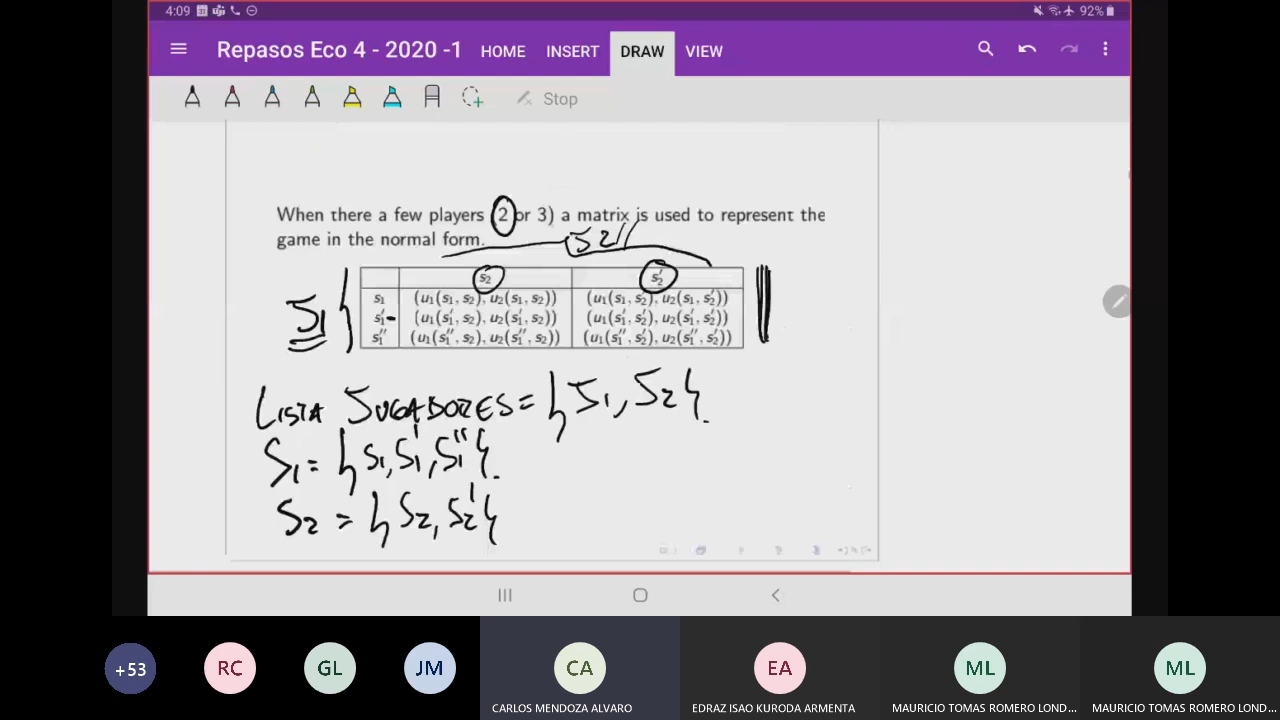 4:09 92%
Repasos Eco 4 - 2020 -1 HOME INSERT DRAW VIEW
Stop
When there a few players (2 or 3) a matrix is used to represent the
game in the normal form.
S2
s₂ s₂′
S1
s₁ (u₁(s₁, s₂), u₂(s₁, s₂)) (u₁(s₁, s₂′), u₂(s₁, s₂′))
s₁′ (u₁(s₁′, s₂), u₂(s₁′, s₂)) (u₁(s₁′, s₂′), u₂(s₁′, s₂′))
s₁″ (u₁(s₁″, s₂), u₂(s₁″, s₂)) (u₁(s₁″, s₂′), u₂(s₁″, s₂′))
LISTA JUGADORES = {J1, J2}.
S1 = {s1, s1′, s1″}.
S2 = {s2, s2′}
+53 RC GL JM CA EA ML ML
CARLOS MENDOZA ALVARO EDRAZ ISAO KURODA ARMENTA MAURICIO TOMAS ROMERO LOND... MAURICIO TOMAS ROMERO LOND...